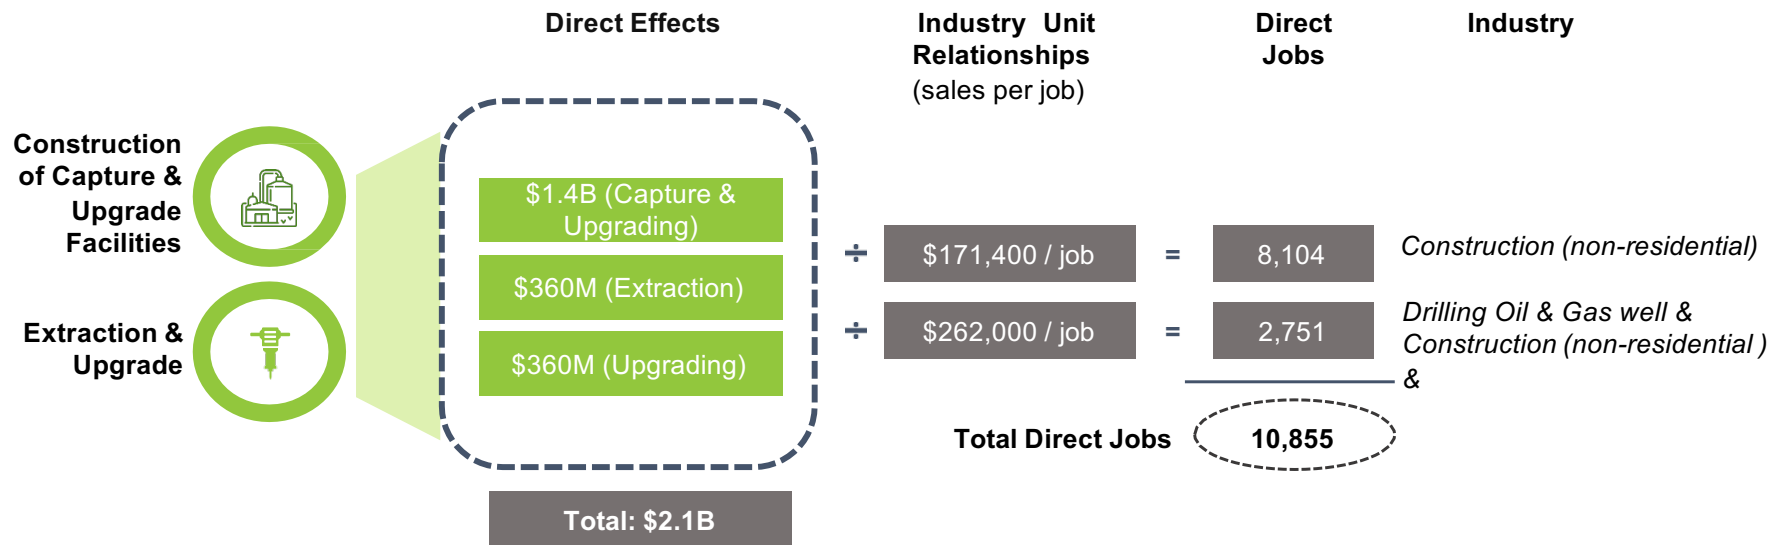 Direct Effects
Industry Unit
Relationships
(sales per job)
Direct
Jobs
Industry
Construction
of Capture &
Upgrade
Facilities
Extraction &
Upgrade
$1.4B (Capture &
Upgrading)
$360M (Extraction)
$360M (Upgrading)
÷ $171,400 / job = 8,104
Construction (non-residential)
÷ $262,000 / job = 2,751
Drilling Oil & Gas well &
Construction (non-residential )
&
Total Direct Jobs 10,855
Total: $2.1B